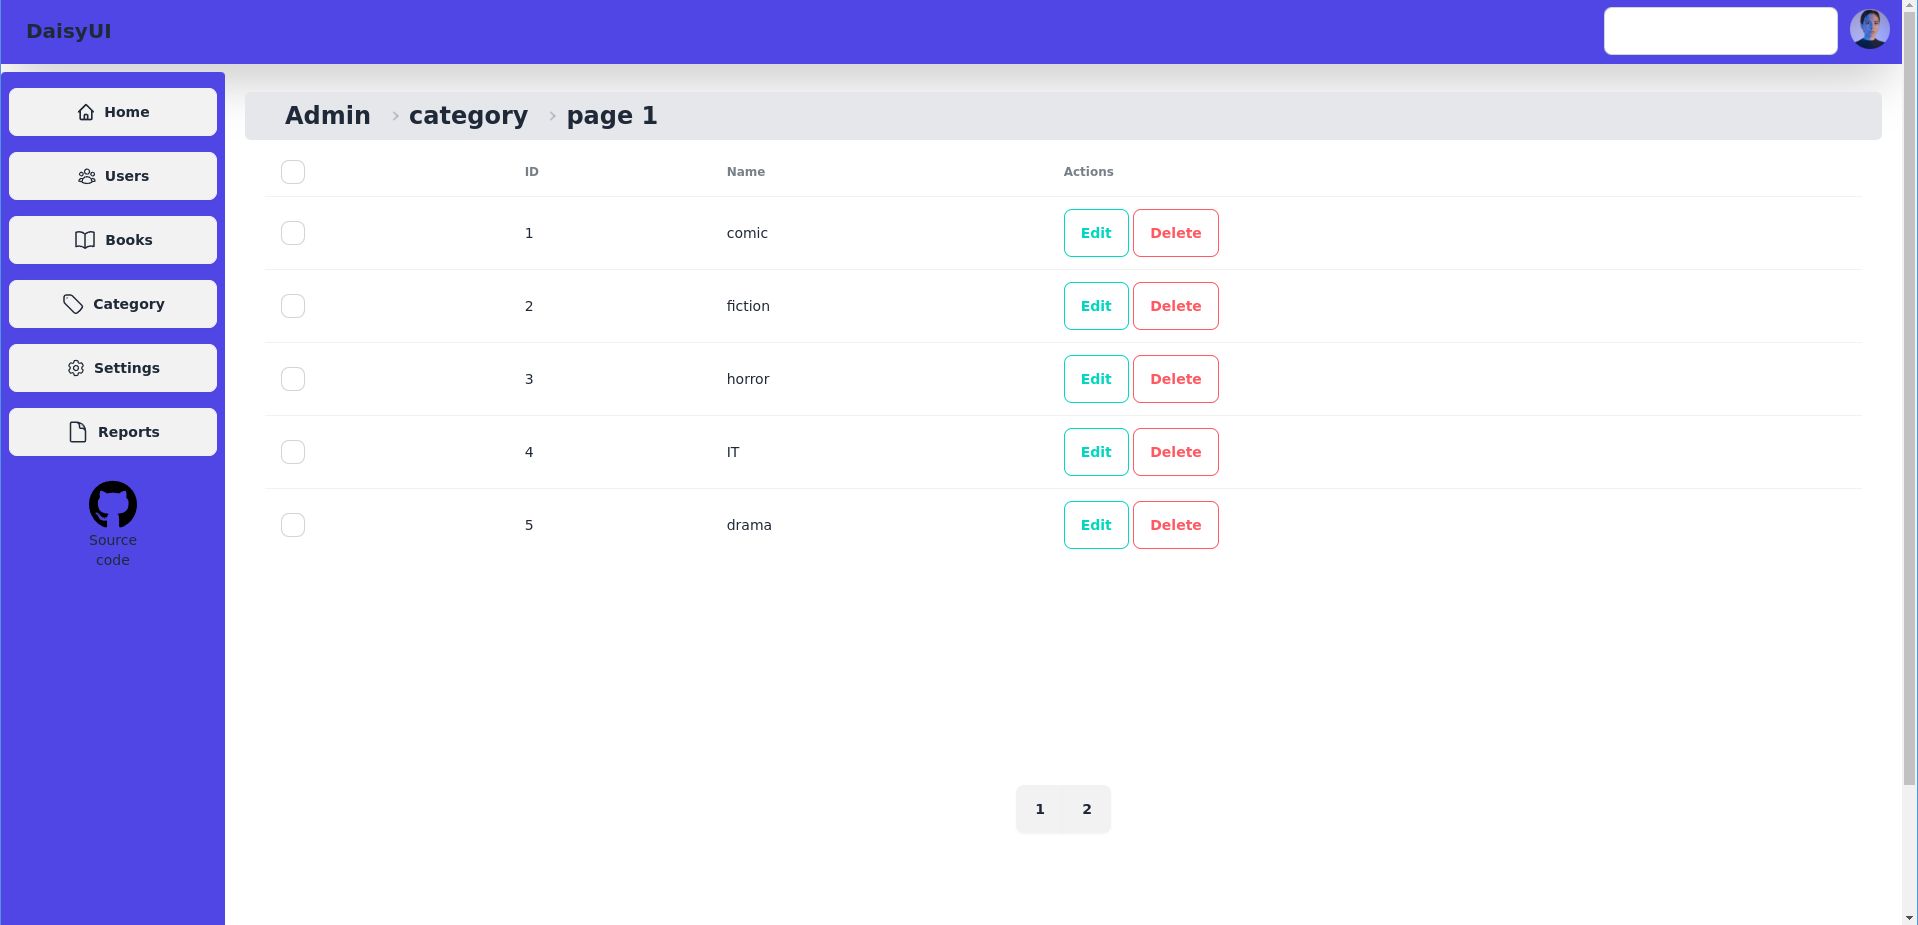 DaisyUI
Home
Users
Books
Category
Settings
Reports
Source
code
Admin category page 1
ID Name Actions
1 comic Edit Delete
2 fiction Edit Delete
3 horror Edit Delete
4 IT Edit Delete
5 drama Edit Delete
1 2